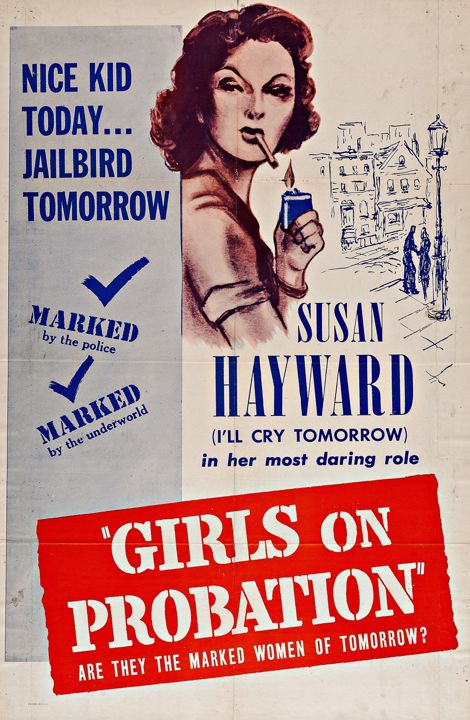 NICE KID
TODAY...
JAILBIRD
TOMORROW
MARKED
by the police
MARKED
by the underworld
SUSAN
HAYWARD
(I'LL CRY TOMORROW)
in her most daring role
"GIRLS ON
PROBATION"
ARE THEY THE MARKED WOMEN OF TOMORROW?